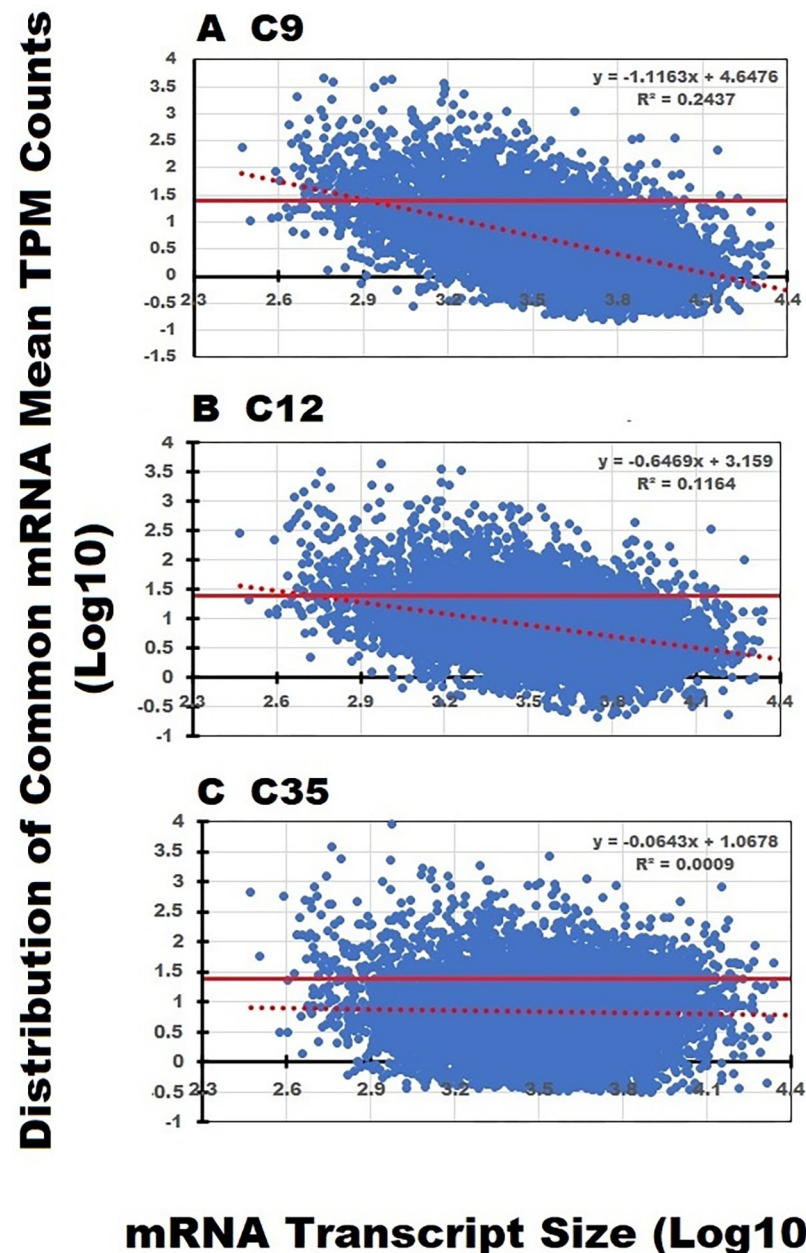 Distribution of Common mRNA Mean TPM Counts
(Log10)
A C9
y = -1.1163x + 4.6476
R² = 0.2437
4
3.5
3
2.5
2
1.5
1
0.5
0
-0.5
-1
-1.5
2.3 2.6 2.9 3.2 3.5 3.8 4.1 4.4
B C12
y = -0.6469x + 3.159
R² = 0.1164
4
3.5
3
2.5
2
1.5
1
0.5
0
-0.5
-1
2.3 2.6 2.9 3.2 3.5 3.8 4.1 4.4
C C35
y = -0.0643x + 1.0678
R² = 0.0009
4
3.5
3
2.5
2
1.5
1
0.5
0
-0.5
-1
2.3 2.6 2.9 3.2 3.5 3.8 4.1 4.4
mRNA Transcript Size (Log10